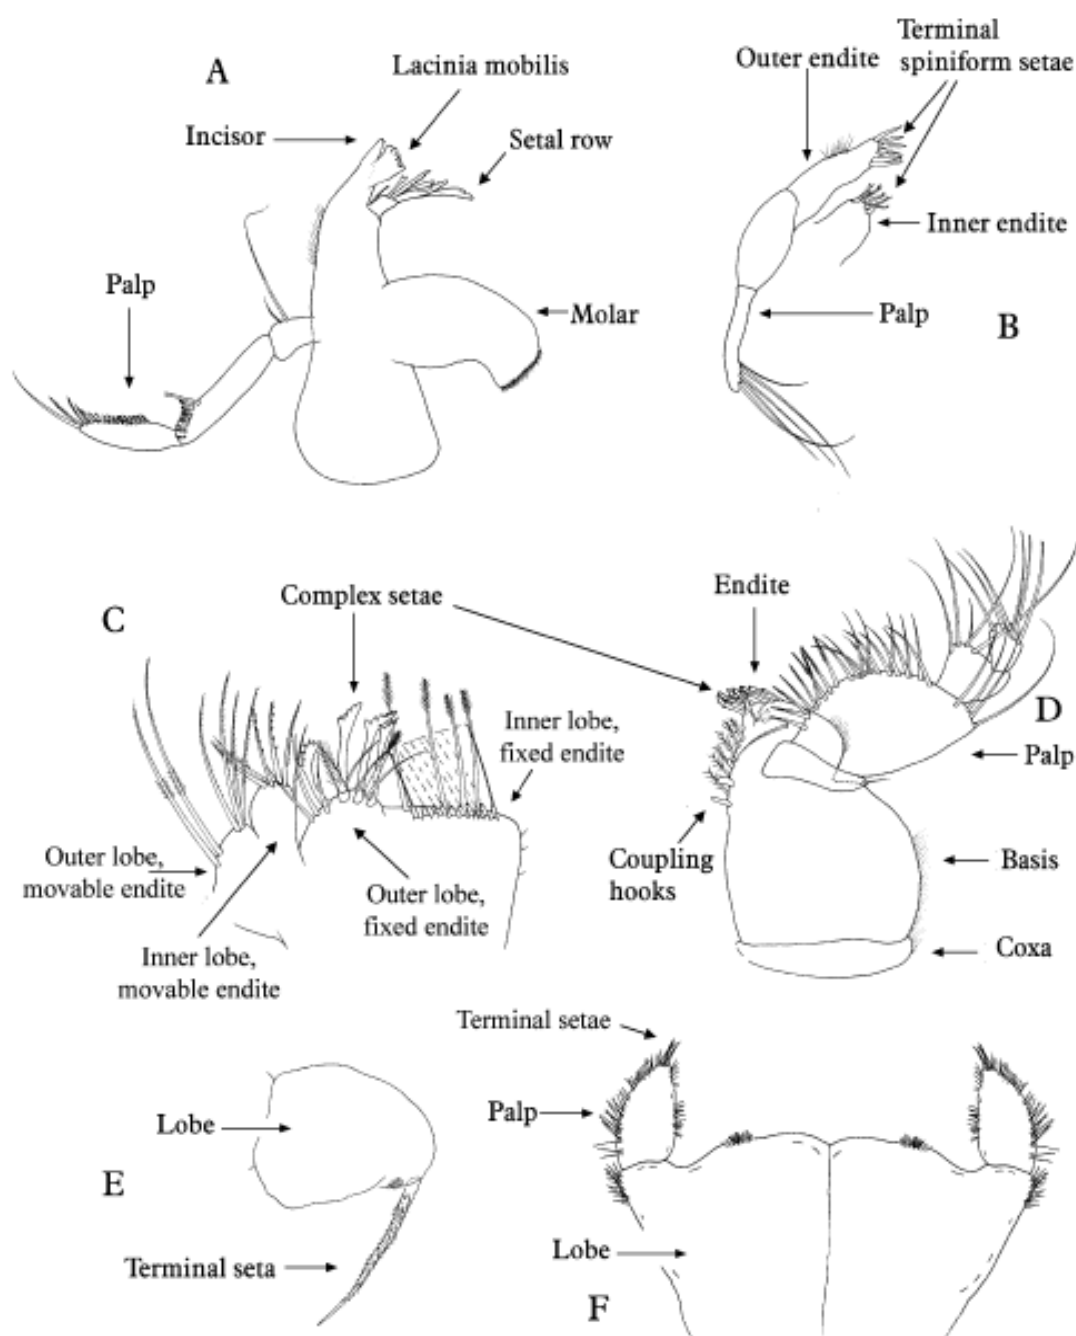 A
Lacinia mobilis
Incisor
Setal row
Palp
Molar
Terminal
spiniform setae
Outer endite
Inner endite
Palp
B
C
Complex setae
Inner lobe,
fixed endite
Outer lobe,
movable endite
Outer lobe,
fixed endite
Inner lobe,
movable endite
Endite
D
Palp
Coupling
hooks
Basis
Coxa
Lobe
E
Terminal seta
Terminal setae
Palp
Lobe
F